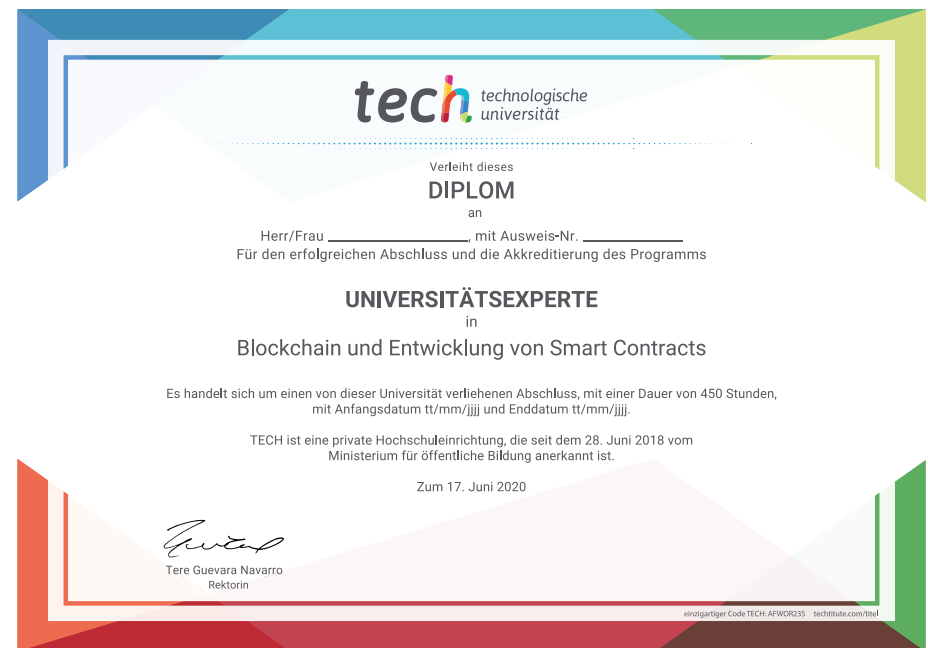 tech technologische
universität
Verleiht dieses
DIPLOM
an
Herr/Frau ____________________, mit Ausweis-Nr. ______________
Für den erfolgreichen Abschluss und die Akkreditierung des Programms
UNIVERSITÄTSEXPERTE
in
Blockchain und Entwicklung von Smart Contracts
Es handelt sich um einen von dieser Universität verliehenen Abschluss, mit einer Dauer von 450 Stunden,
mit Anfangsdatum tt/mm/jjjj und Enddatum tt/mm/jjjj.
TECH ist eine private Hochschuleinrichtung, die seit dem 28. Juni 2018 vom
Ministerium für öffentliche Bildung anerkannt ist.
Zum 17. Juni 2020
Tere Guevara Navarro
Rektorin
einzigartiger Code TECH: AFWOR23S techtitute.com/titel